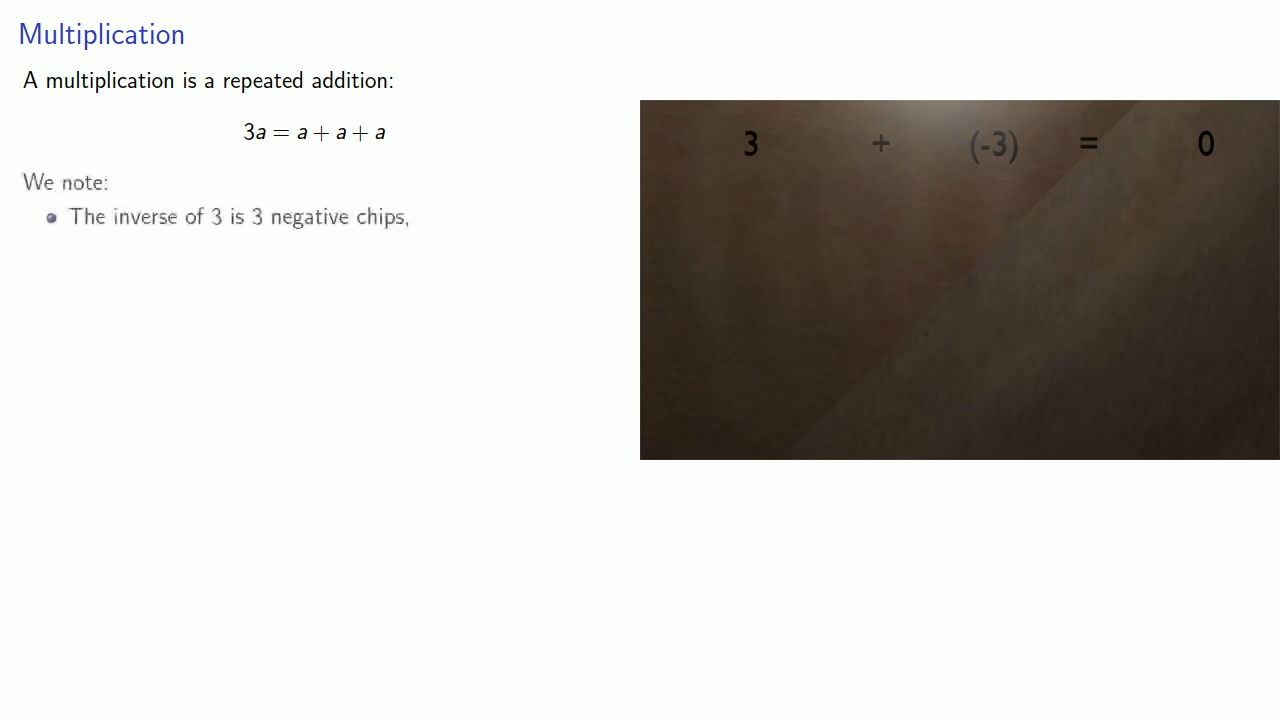 Multiplication
A multiplication is a repeated addition:
3a = a + a + a
We note:
The inverse of 3 is 3 negative chips,
3 + (-3) = 0